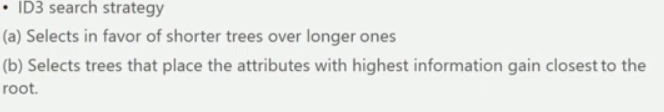 • ID3 search strategy
(a) Selects in favor of shorter trees over longer ones
(b) Selects trees that place the attributes with highest information gain closest to the
root.